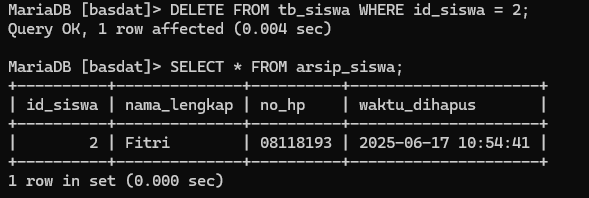 MariaDB [basdat]> DELETE FROM tb_siswa WHERE id_siswa = 2;
Query OK, 1 row affected (0.004 sec)

MariaDB [basdat]> SELECT * FROM arsip_siswa;
+----------+--------------+----------+---------------------+
| id_siswa | nama_lengkap | no_hp    | waktu_dihapus       |
+----------+--------------+----------+---------------------+
|        2 | Fitri        | 08118193 | 2025-06-17 10:54:41 |
+----------+--------------+----------+---------------------+
1 row in set (0.000 sec)